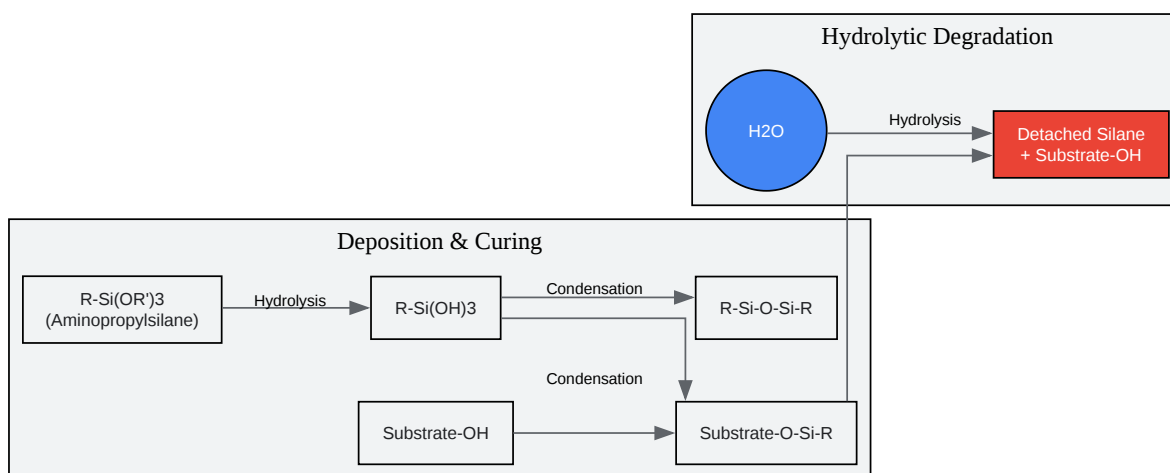 Hydrolytic Degradation
H2O
Hydrolysis
Detached Silane
+ Substrate-OH
Deposition & Curing
R-Si(OR')3
(Aminopropylsilane)
Hydrolysis
R-Si(OH)3
Condensation
R-Si-O-Si-R
Condensation
Substrate-OH
Substrate-O-Si-R